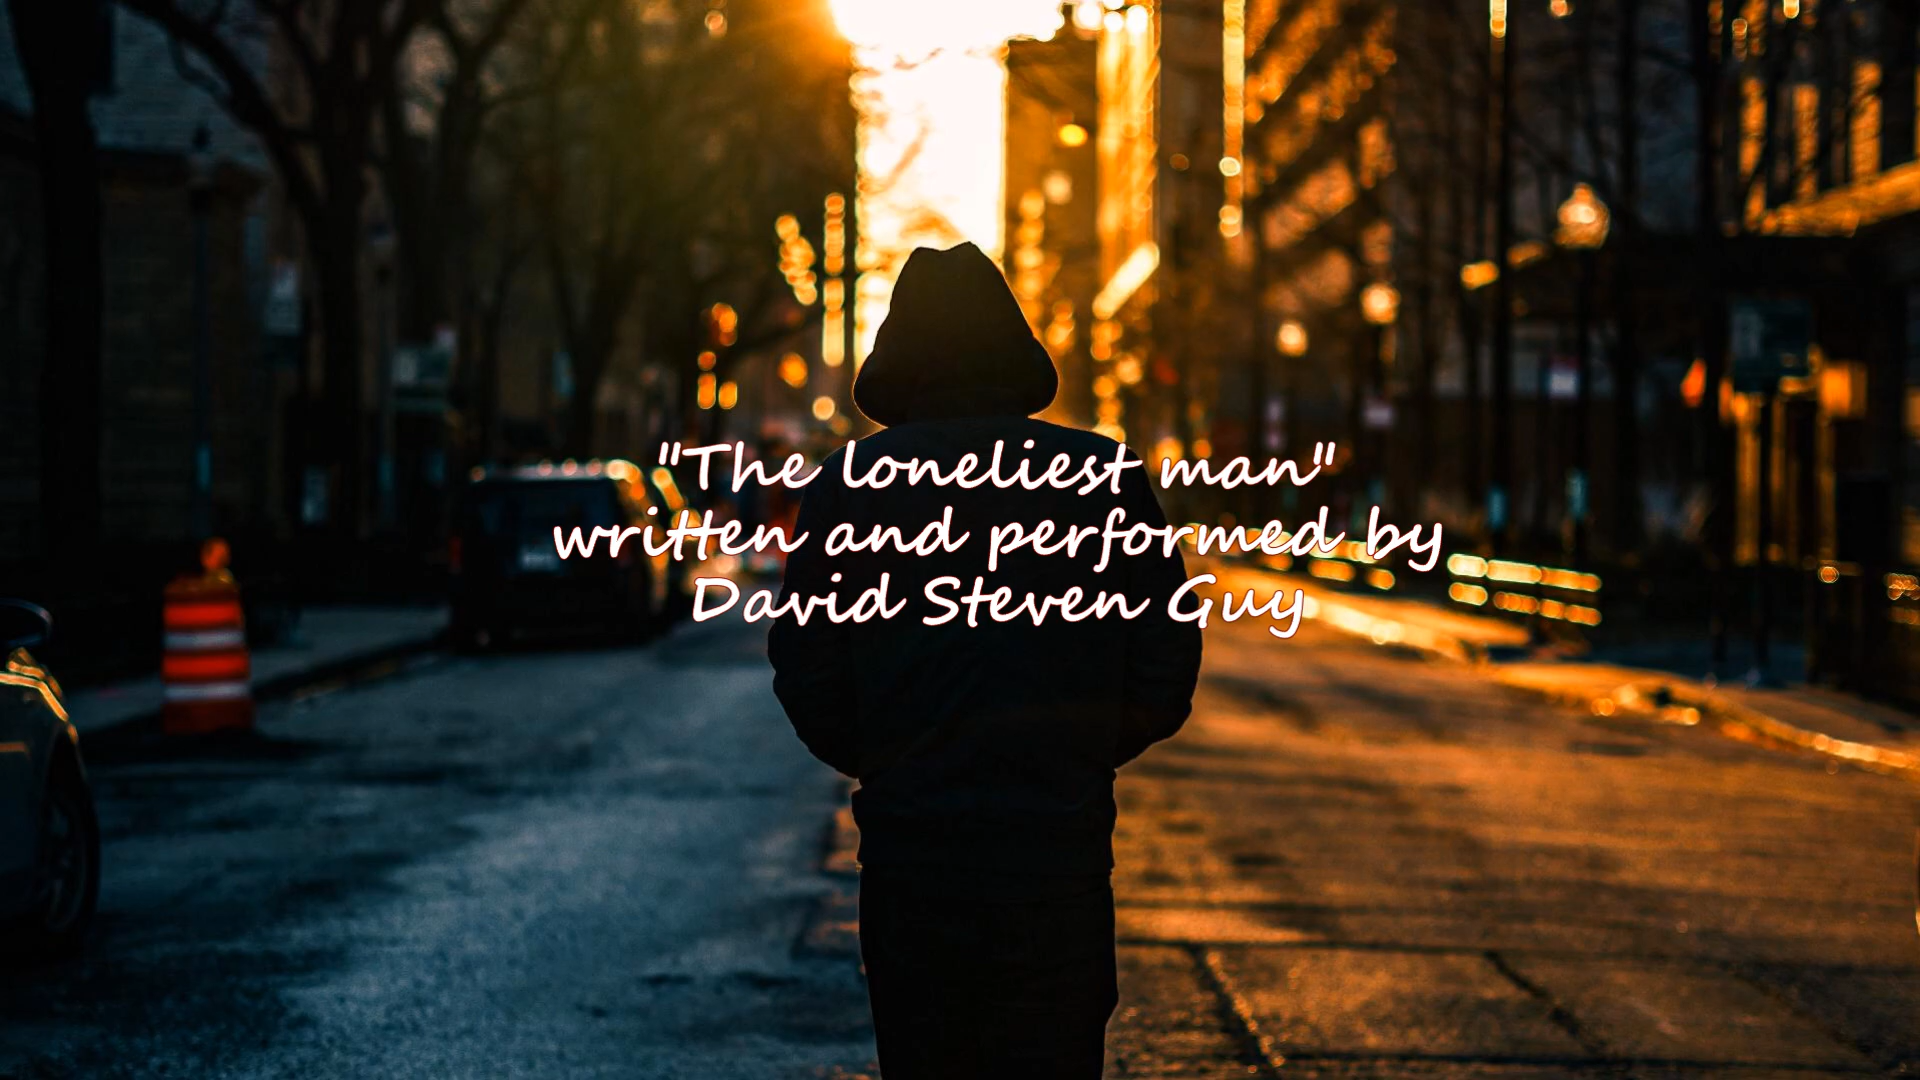 "The loneliest man"
written and performed by
David Steven Guy